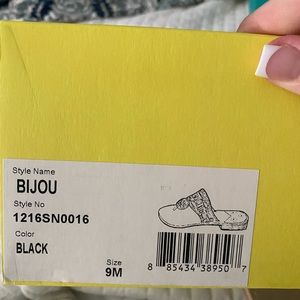 Style Name
BIJOU
Style No
1216SN0016
Color
BLACK
Size
9M
8 85434 38950 7